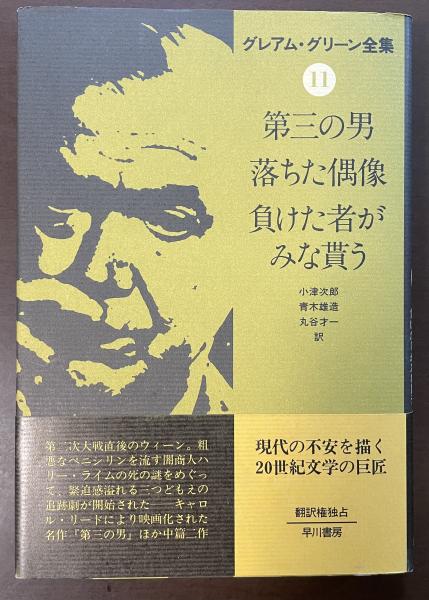 グレアム・グリーン全集
11
第三の男
落ちた偶像
負けた者が
みな貰う
小津次郎
青木雄造
丸谷才一
訳
第二次大戦直後のウィーン。粗
悪なペニシリンを流す闇商人ハ
リー・ライムの死の謎をめぐっ
て、緊迫感溢れる三つどもえの
追跡劇が開始された── キャロ
ル・リードにより映画化された
名作『第三の男』ほか中篇二作
現代の不安を描く
20世紀文学の巨匠
翻訳権独占
早川書房